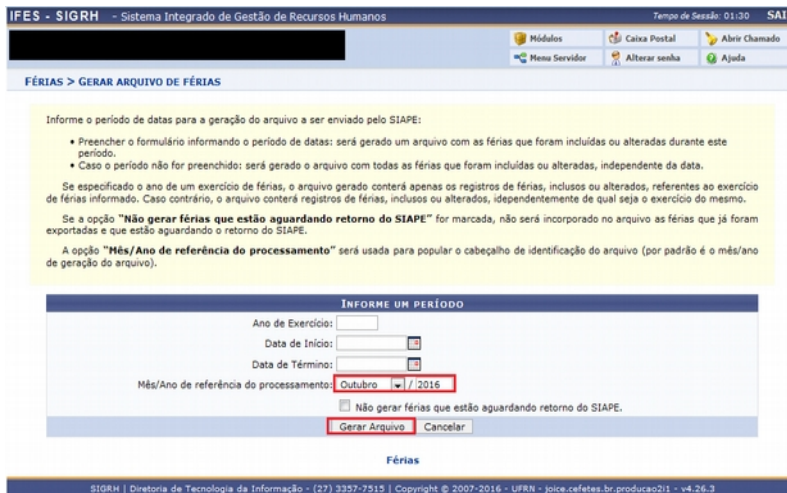 IFES - SIGRH - Sistema Integrado de Gestão de Recursos Humanos
Tempo de Sessão: 01:30 SAI
Módulos
Caixa Postal
Abrir Chamado
Menu Servidor
Alterar senha
Ajuda
FÉRIAS > GERAR ARQUIVO DE FÉRIAS
Informe o período de datas para a geração do arquivo a ser enviado pelo SIAPE:
• Preencher o formulário informando o período de datas: será gerado um arquivo com as férias que foram incluídas ou alteradas durante este
período.
• Caso o período não for preenchido: será gerado o arquivo com todas as férias que foram incluídas ou alteradas, independente da data.
Se especificado o ano de um exercício de férias, o arquivo gerado conterá apenas os registros de férias, inclusos ou alterados, referentes ao exercício
de férias informado. Caso contrário, o arquivo conterá registros de férias, inclusos ou alterados, idependentemente de qual seja o exercício do mesmo.
Se a opção "Não gerar férias que estão aguardando retorno do SIAPE" for marcada, não será incorporado no arquivo as férias que já foram
exportadas e que estão aguardando o retorno do SIAPE.
A opção "Mês/Ano de referência do processamento" será usada para popular o cabeçalho de identificação do arquivo (por padrão é o mês/ano
de geração do arquivo).
INFORME UM PERÍODO
Ano de Exercício:
Data de Início:
Data de Término:
Mês/Ano de referência do processamento: Outubro / 2016
Não gerar férias que estão aguardando retorno do SIAPE.
Gerar Arquivo Cancelar
Férias
SIGRH | Diretoria de Tecnologia da Informação - (27) 3357-7515 | Copyright © 2007-2016 - UFRN - joice.cefetes.br.producao2i1 - v4.26.3